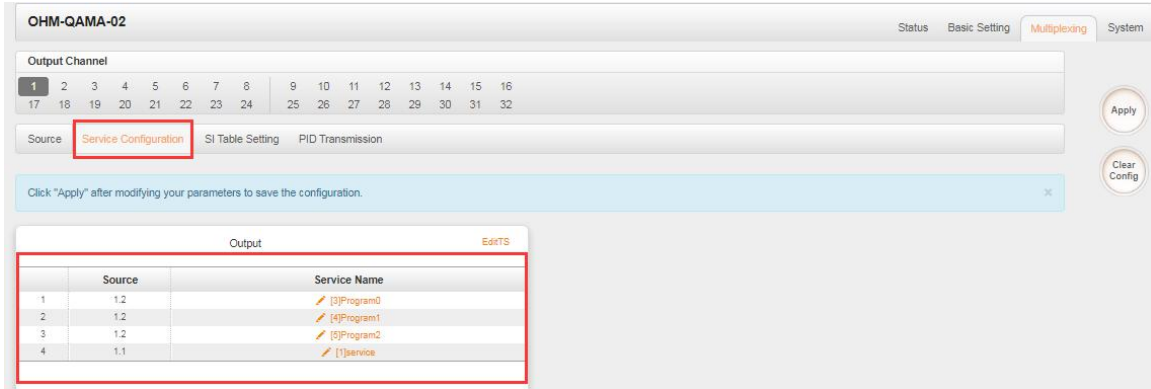 OHM-QAMA-02
Status Basic Setting Multiplexing System
Output Channel
1 2 3 4 5 6 7 8 9 10 11 12 13 14 15 16
17 18 19 20 21 22 23 24 25 26 27 28 29 30 31 32
Apply
Source Service Configuration SI Table Setting PID Transmission
Clear
Config
Click "Apply" after modifying your parameters to save the configuration. ×
Output EditTS
Source Service Name
1 1.2 [3]Program0
2 1.2 [4]Program1
3 1.2 [5]Program2
4 1.1 [1]service